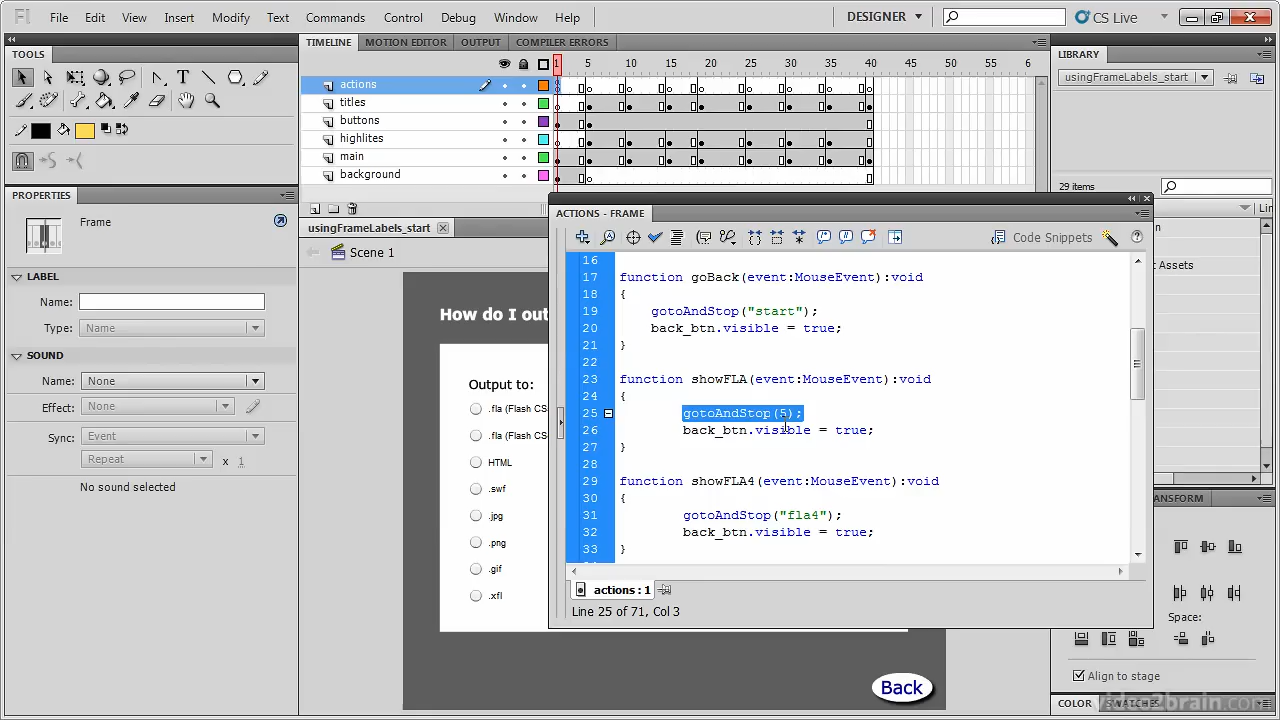 Fl File Edit View Insert Modify Text Commands Control Debug Window Help DESIGNER CS Live
TOOLS
TIMELINE MOTION EDITOR OUTPUT COMPILER ERRORS
1 5 10 15 20 25 30 35 40 45 50 55 6
actions
titles
buttons
highlites
main
background
LIBRARY
usingFrameLabels_start
29 items
Lin
Assets
PROPERTIES
Frame
LABEL
Name:
Type: Name
SOUND
Name: None
Effect: None
Sync: Event
Repeat x 1
No sound selected
usingFrameLabels_start
Scene 1
How do I out
Output to:
.fla (Flash CS
.fla (Flash CS
HTML
.swf
.jpg
.png
.gif
.xfl
Back
ACTIONS - FRAME
Code Snippets
16
17 function goBack(event:MouseEvent):void
18 {
19 gotoAndStop("start");
20 back_btn.visible = true;
21 }
22
23 function showFLA(event:MouseEvent):void
24 {
25 gotoAndStop(5);
26 back_btn.visible = true;
27 }
28
29 function showFLA4(event:MouseEvent):void
30 {
31 gotoAndStop("fla4");
32 back_btn.visible = true;
33 }
actions : 1
Line 25 of 71, Col 3
TRANSFORM
Space:
Align to stage
COLOR SWATCHES
video2brain.com